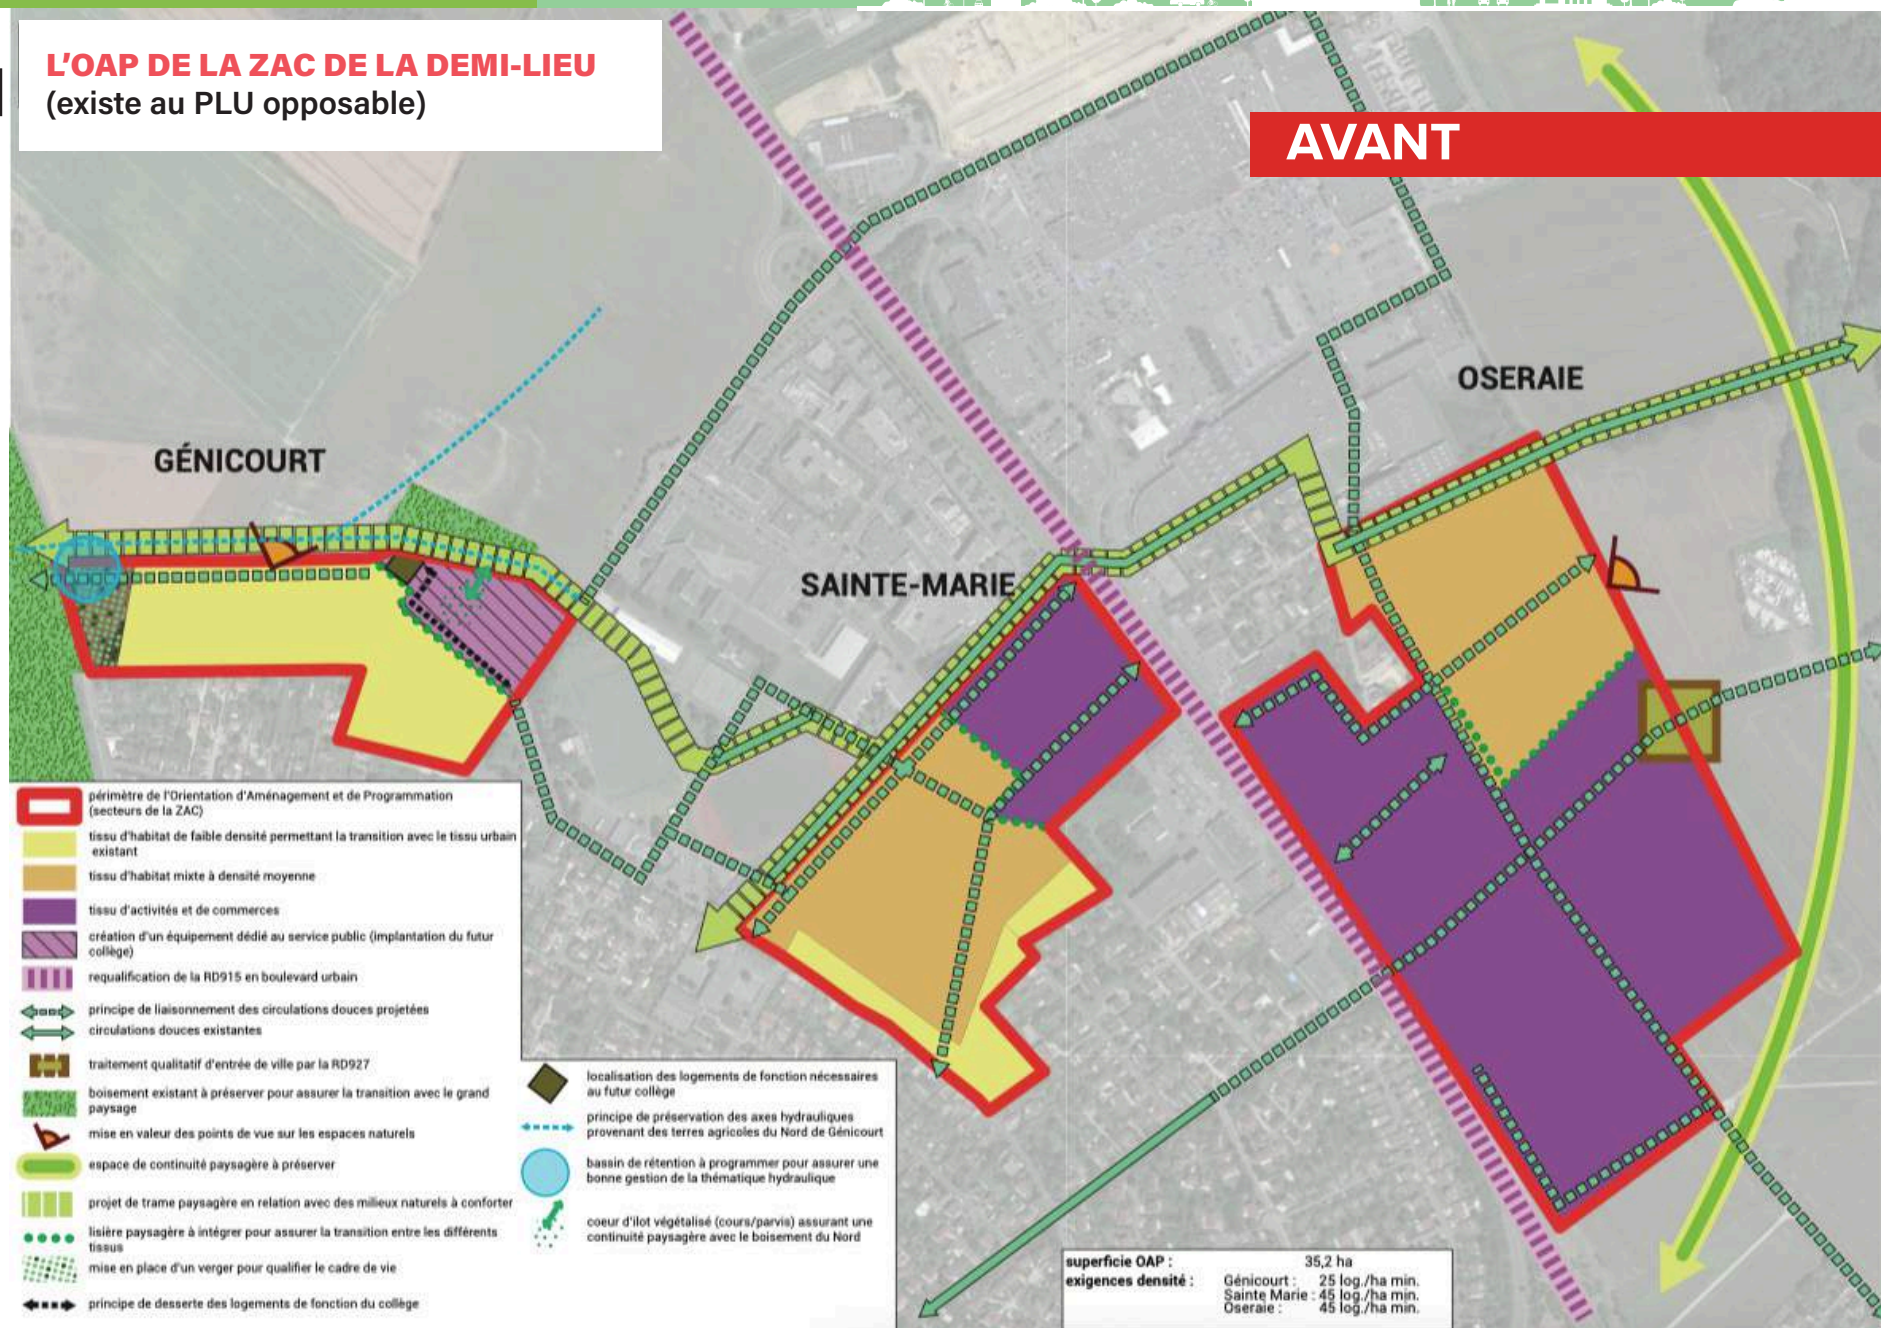 L'OAP DE LA ZAC DE LA DEMI-LIEU
(existe au PLU opposable)
AVANT
OSERAIE
GÉNICOURT
SAINTE-MARIE
périmètre de l'Orientation d'Aménagement et de Programmation
(secteurs de la ZAC)
tissu d'habitat de faible densité permettant la transition avec le tissu urbain
existant
tissu d'habitat mixte à densité moyenne
tissu d'activités et de commerces
création d'un équipement dédié au service public (implantation du futur
collège)
requalification de la RD915 en boulevard urbain
principe de liaisonnement des circulations douces projetées
circulations douces existantes
traitement qualitatif d'entrée de ville par la RD927
boisement existant à préserver pour assurer la transition avec le grand
paysage
mise en valeur des points de vue sur les espaces naturels
espace de continuité paysagère à préserver
projet de trame paysagère en relation avec des milieux naturels à conforter
lisière paysagère à intégrer pour assurer la transition entre les différents
tissus
mise en place d'un verger pour qualifier le cadre de vie
principe de desserte des logements de fonction du collège
localisation des logements de fonction nécessaires
au futur collège
principe de préservation des axes hydrauliques
provenant des terres agricoles du Nord de Génicourt
bassin de rétention à programmer pour assurer une
bonne gestion de la thématique hydraulique
coeur d'ilot végétalisé (cours/parvis) assurant une
continuité paysagère avec le boisement du Nord
superficie OAP : 35,2 ha
exigences densité : Génicourt : 25 log./ha min.
Sainte Marie : 45 log./ha min.
Oseraie : 45 log./ha min.